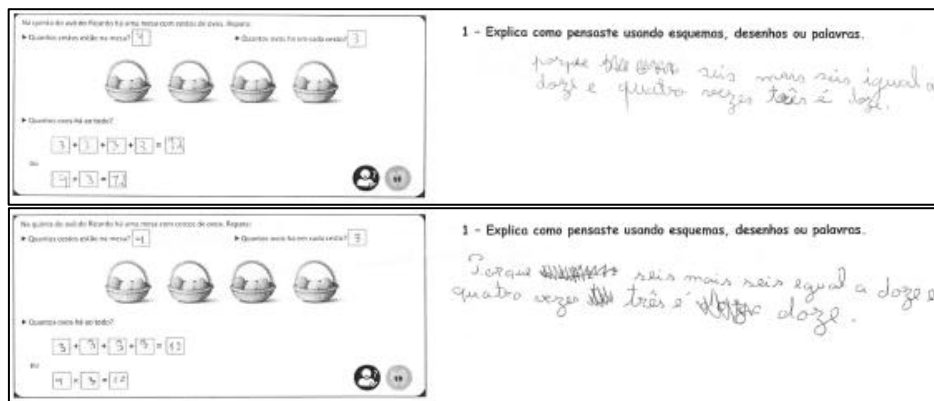 Na quinta do avô do Ricardo há uma mesa com cestos de ovos. Repara:
▶ Quantos cestos estão na mesa? 4 ▶ Quantos ovos há em cada cesto? 3
▶ Quantos ovos há ao todo?
3 + 3 + 3 + 3 = 12
ou
4 × 3 = 12
1 - Explica como pensaste usando esquemas, desenhos ou palavras.
porque seis mais seis igual a
doze e quatro vezes três é doze.
Na quinta do avô do Ricardo há uma mesa com cestos de ovos. Repara:
▶ Quantos cestos estão na mesa? 4 ▶ Quantos ovos há em cada cesto? 3
▶ Quantos ovos há ao todo?
3 + 3 + 3 + 3 = 12
ou
4 × 3 = 12
1 - Explica como pensaste usando esquemas, desenhos ou palavras.
Porque seis mais seis egual a doze e
quatro vezes três é doze.